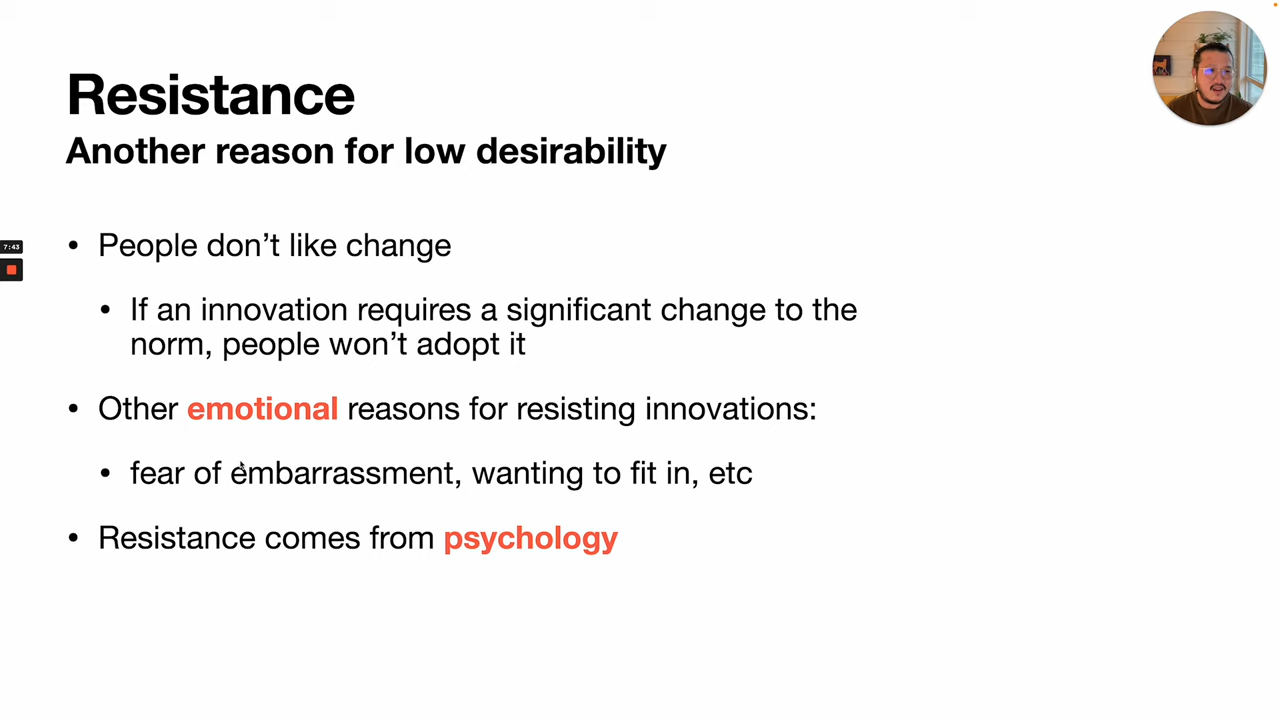 Resistance
Another reason for low desirability
• People don’t like change
• If an innovation requires a significant change to the
norm, people won’t adopt it
• Other emotional reasons for resisting innovations:
• fear of embarrassment, wanting to fit in, etc
• Resistance comes from psychology
7:43